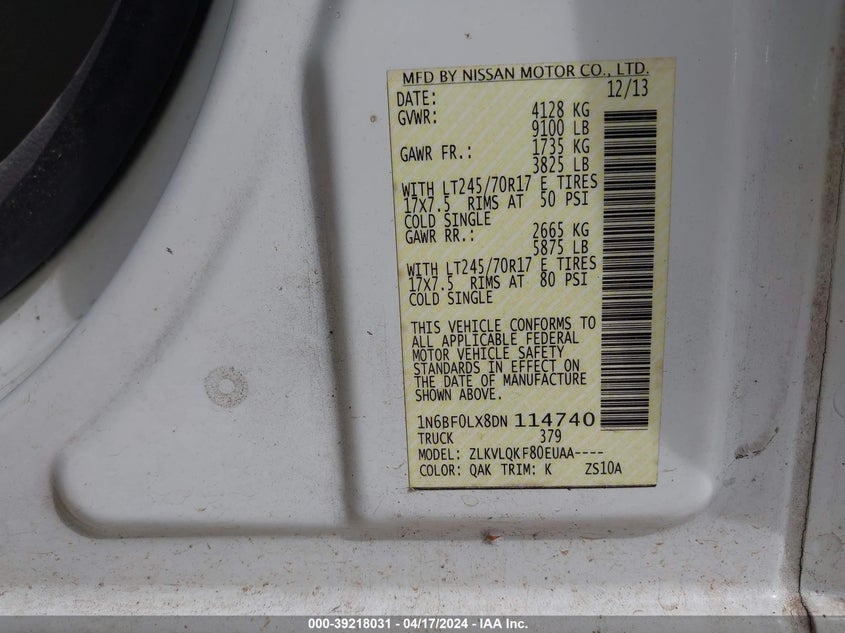 MFD BY NISSAN MOTOR CO., LTD.
DATE: 12/13
GVWR: 4128 KG
9100 LB
GAWR FR.: 1735 KG
3825 LB
WITH LT245/70R17 E TIRES
17X7.5 RIMS AT 50 PSI
COLD SINGLE
GAWR RR.: 2665 KG
5875 LB
WITH LT245/70R17 E TIRES
17X7.5 RIMS AT 80 PSI
COLD SINGLE
THIS VEHICLE CONFORMS TO
ALL APPLICABLE FEDERAL
MOTOR VEHICLE SAFETY
STANDARDS IN EFFECT ON
THE DATE OF MANUFACTURE
SHOWN ABOVE.
1N6BF0LX8DN 114740
TRUCK 379
MODEL: ZLKVLQKF80EUAA----
COLOR: QAK TRIM: K ZS10A
000-39218031 - 04/17/2024 - IAA Inc.